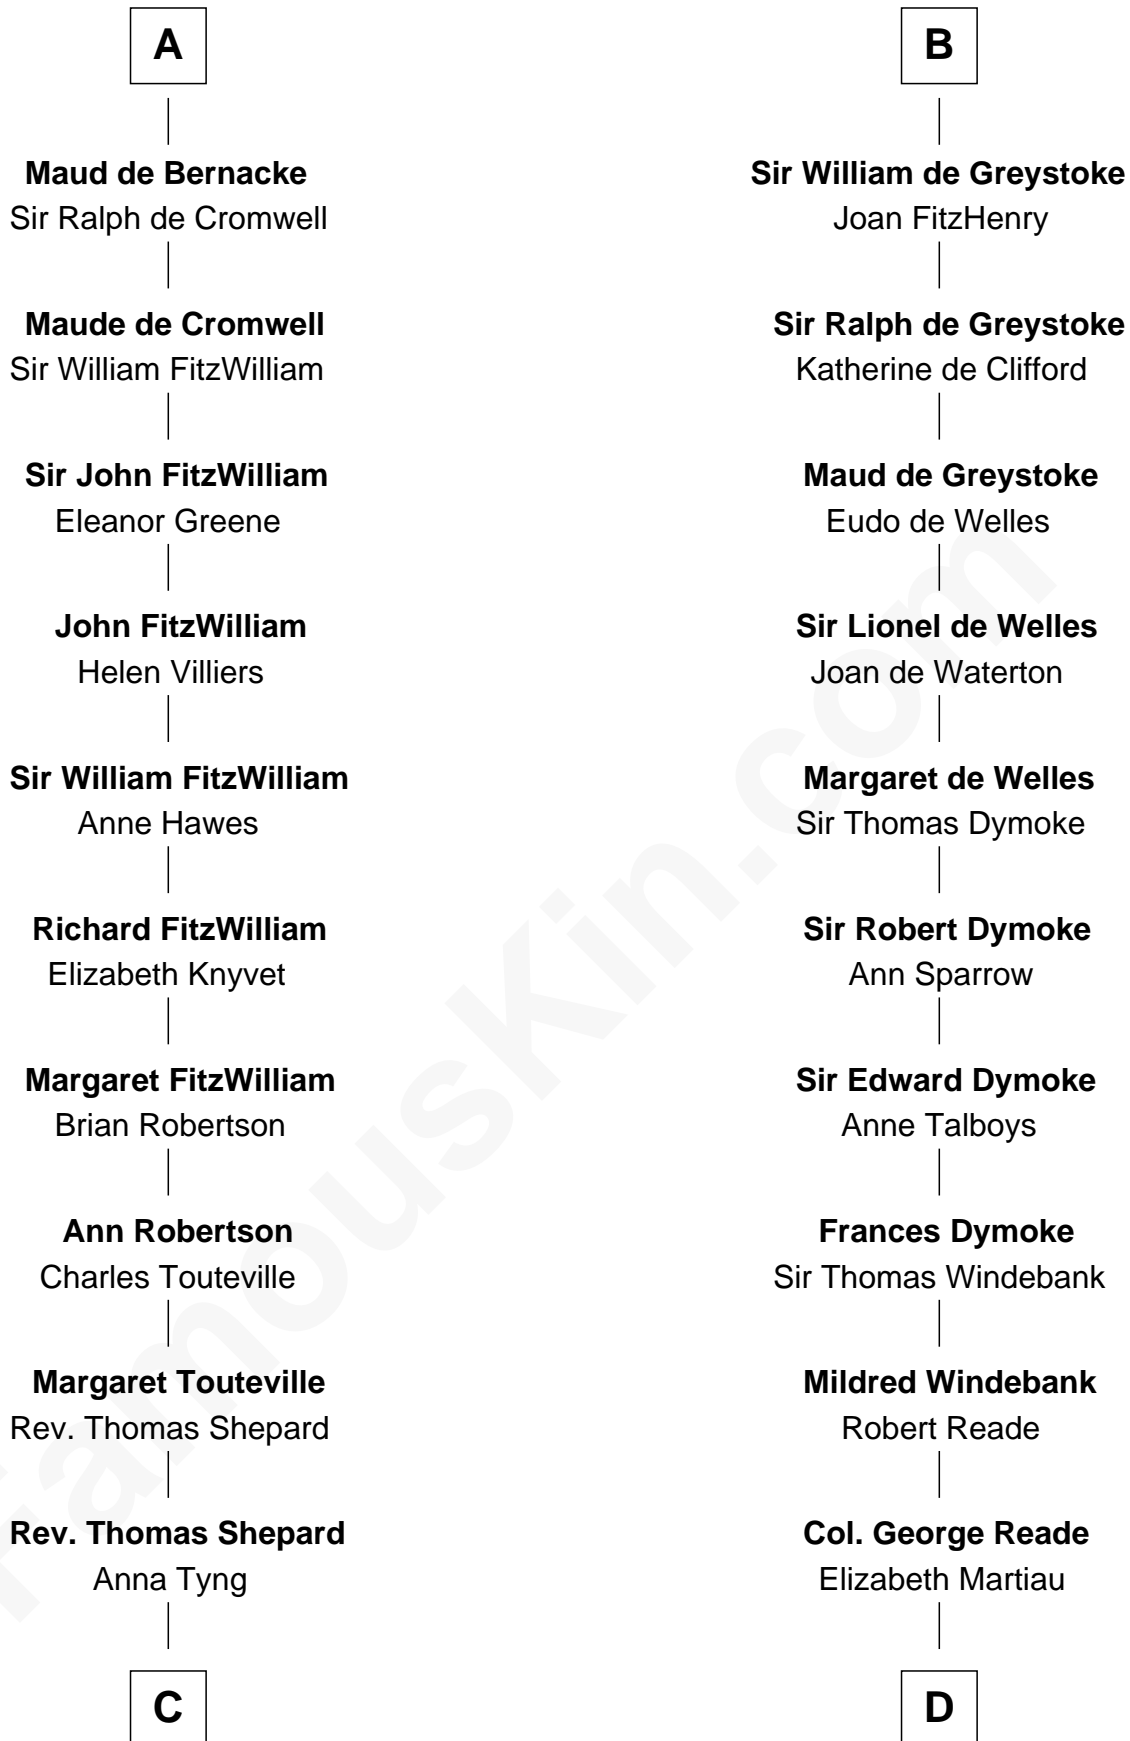 A
Maud de Bernacke
Sir Ralph de Cromwell
Maude de Cromwell
Sir William FitzWilliam
Sir John FitzWilliam
Eleanor Greene
John FitzWilliam
Helen Villiers
Sir William FitzWilliam
Anne Hawes
Richard FitzWilliam
Elizabeth Knyvet
Margaret FitzWilliam
Brian Robertson
Ann Robertson
Charles Touteville
Margaret Touteville
Rev. Thomas Shepard
Rev. Thomas Shepard
Anna Tyng
C
B
Sir William de Greystoke
Joan FitzHenry
Sir Ralph de Greystoke
Katherine de Clifford
Maud de Greystoke
Eudo de Welles
Sir Lionel de Welles
Joan de Waterton
Margaret de Welles
Sir Thomas Dymoke
Sir Robert Dymoke
Ann Sparrow
Sir Edward Dymoke
Anne Talboys
Frances Dymoke
Sir Thomas Windebank
Mildred Windebank
Robert Reade
Col. George Reade
Elizabeth Martiau
D
FamousKin.com